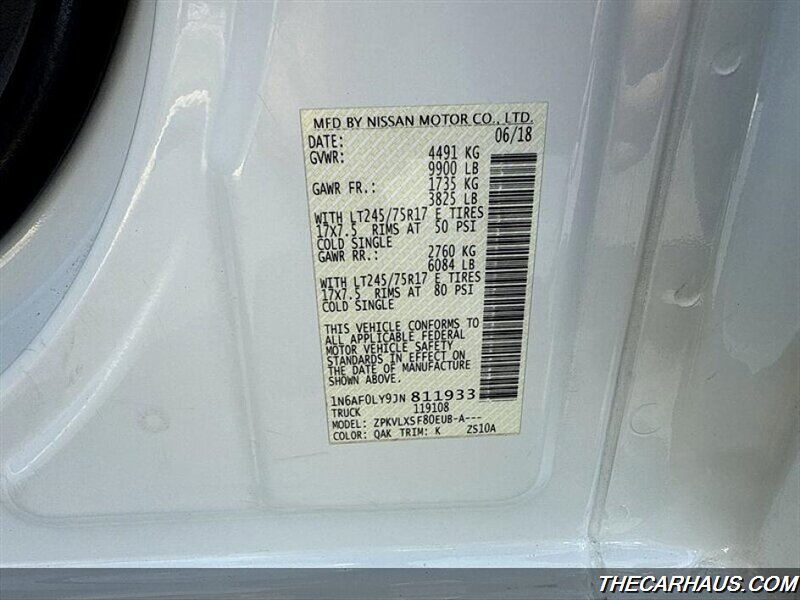 MFD BY NISSAN MOTOR CO., LTD.
DATE: 06/18
GVWR: 4491 KG
9900 LB
GAWR FR.: 1735 KG
3825 LB
WITH LT245/75R17 E TIRES
17X7.5 RIMS AT 50 PSI
COLD SINGLE
GAWR RR.: 2760 KG
6084 LB
WITH LT245/75R17 E TIRES
17X7.5 RIMS AT 80 PSI
COLD SINGLE
THIS VEHICLE CONFORMS TO
ALL APPLICABLE FEDERAL
MOTOR VEHICLE SAFETY
STANDARDS IN EFFECT ON
THE DATE OF MANUFACTURE
SHOWN ABOVE.
1N6AF0LY9JN 811933
TRUCK 119108
MODEL: ZPKVLXSF80EUB-A---
COLOR: QAK TRIM: K ZS10A
THECARHAUS.COM